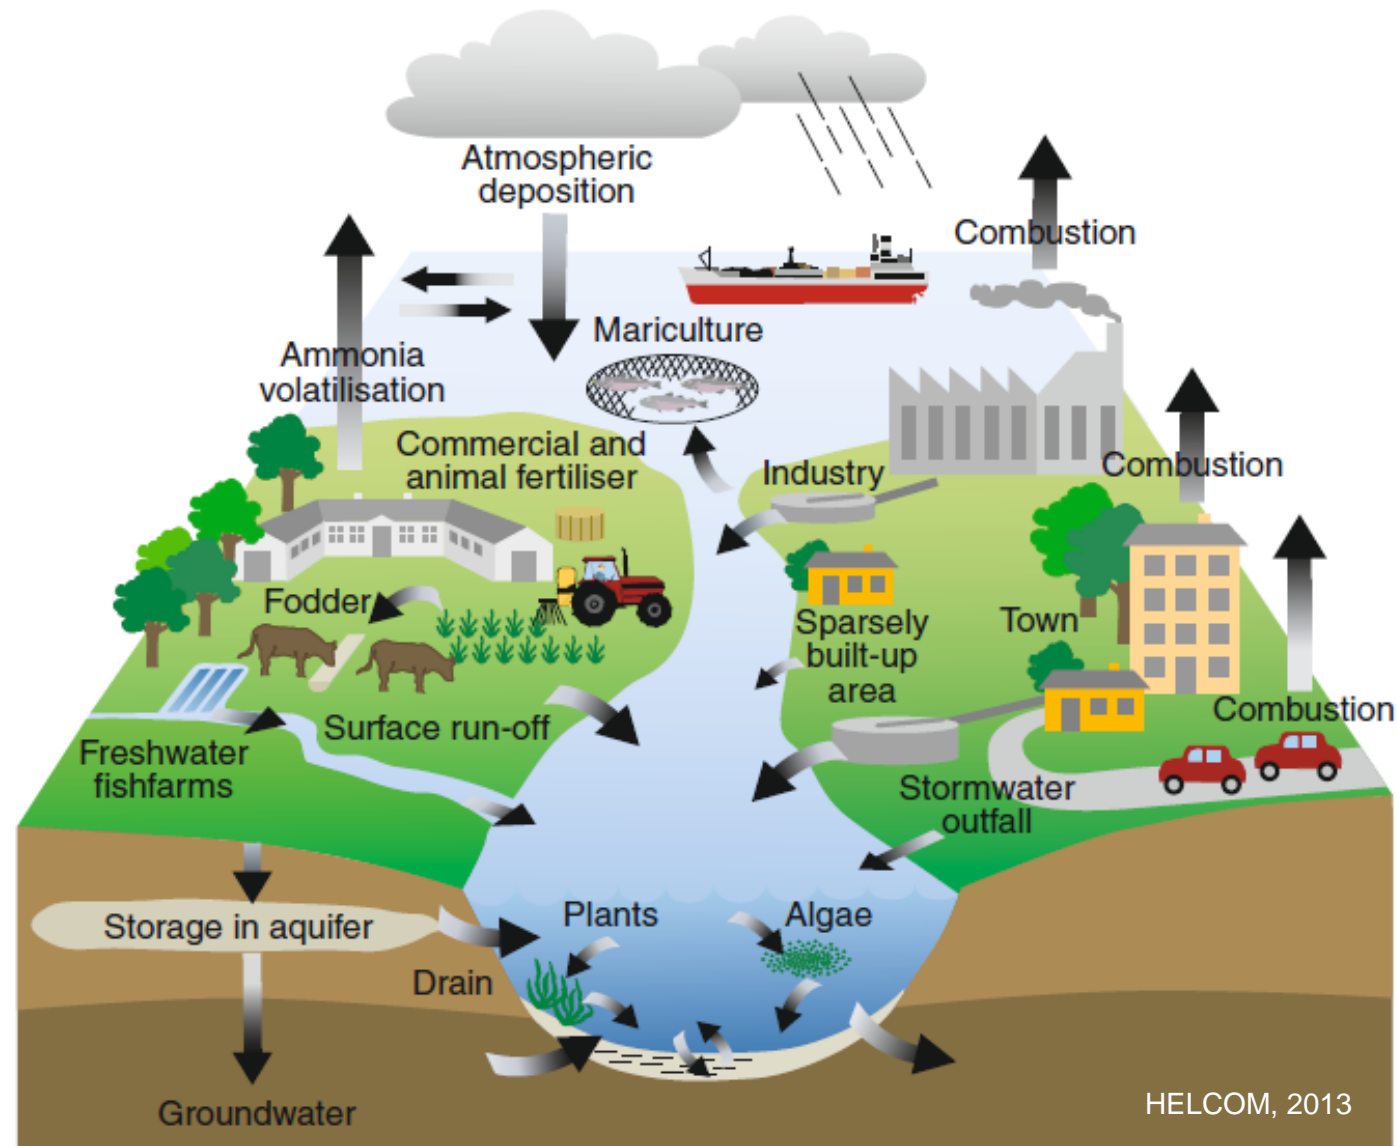 Atmospheric
deposition
Combustion
Mariculture
Ammonia
volatilisation
Commercial and
animal fertiliser
Industry
Combustion
Fodder
Sparsely
built-up
area
Town
Surface run-off
Combustion
Freshwater
fishfarms
Stormwater
outfall
Storage in aquifer
Plants
Algae
Drain
Groundwater
HELCOM, 2013